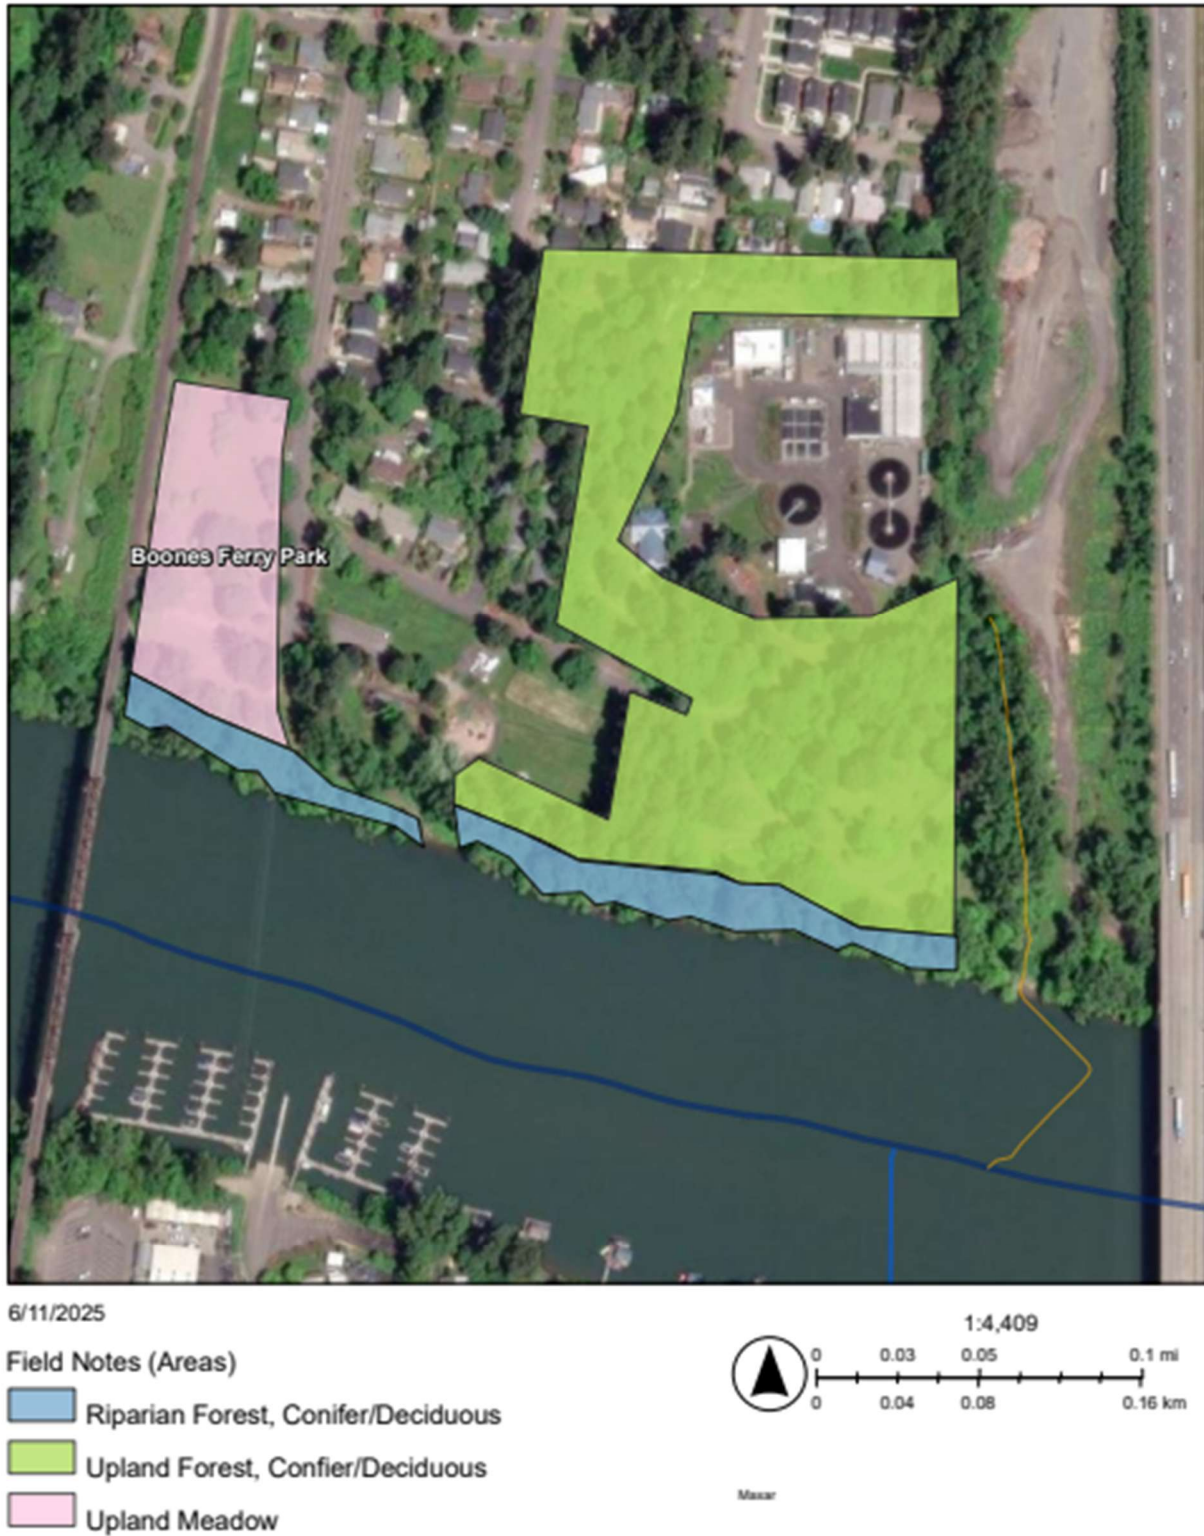 Boones Ferry Park
6/11/2025
1:4,409
Field Notes (Areas)
0 0.03 0.05 0.1 mi
0 0.04 0.08 0.16 km
Riparian Forest, Conifer/Deciduous
Upland Forest, Confier/Deciduous
Maxar
Upland Meadow